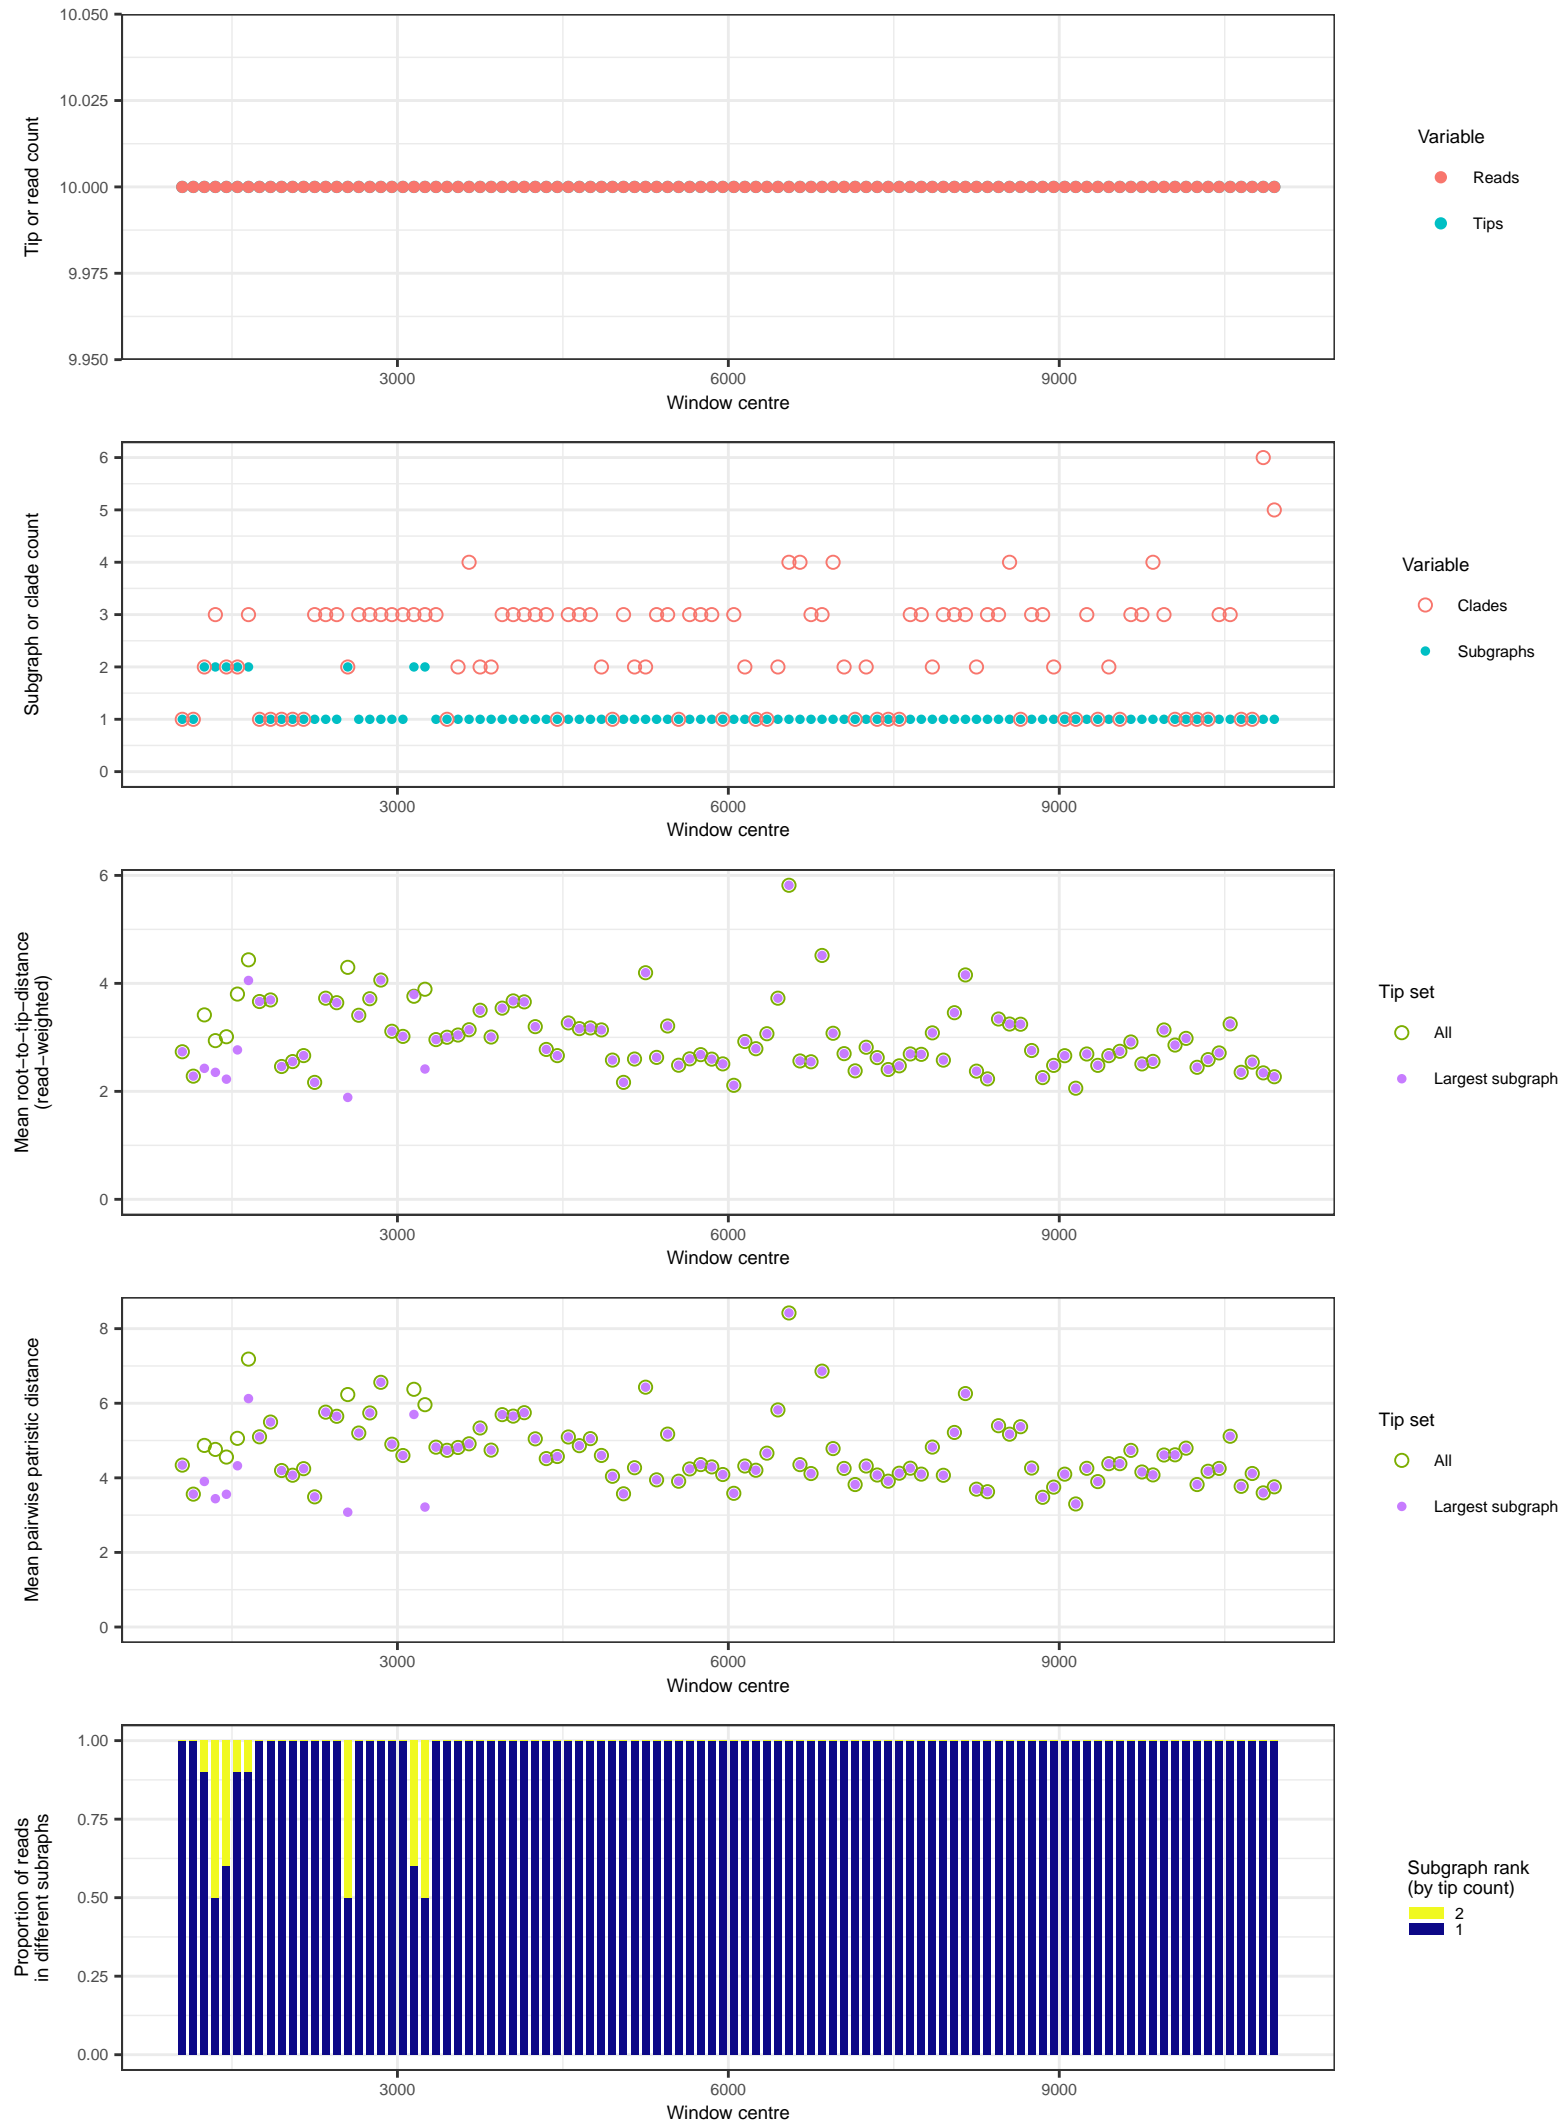 10.050
10.025
10.000
9.975
9.950
Tip or read count
3000 6000 9000
Window centre
Variable
Reads
Tips
6
5
4
3
2
1
0
Subgraph or clade count
3000 6000 9000
Window centre
Variable
Clades
Subgraphs
6
4
2
0
Mean root−to−tip−distance
(read−weighted)
3000 6000 9000
Window centre
Tip set
All
Largest subgraph
8
6
4
2
0
Mean pairwise patristic distance
3000 6000 9000
Window centre
Tip set
All
Largest subgraph
1.00
0.75
0.50
0.25
0.00
Proportion of reads
in different subraphs
3000 6000 9000
Window centre
Subgraph rank
(by tip count)
2
1